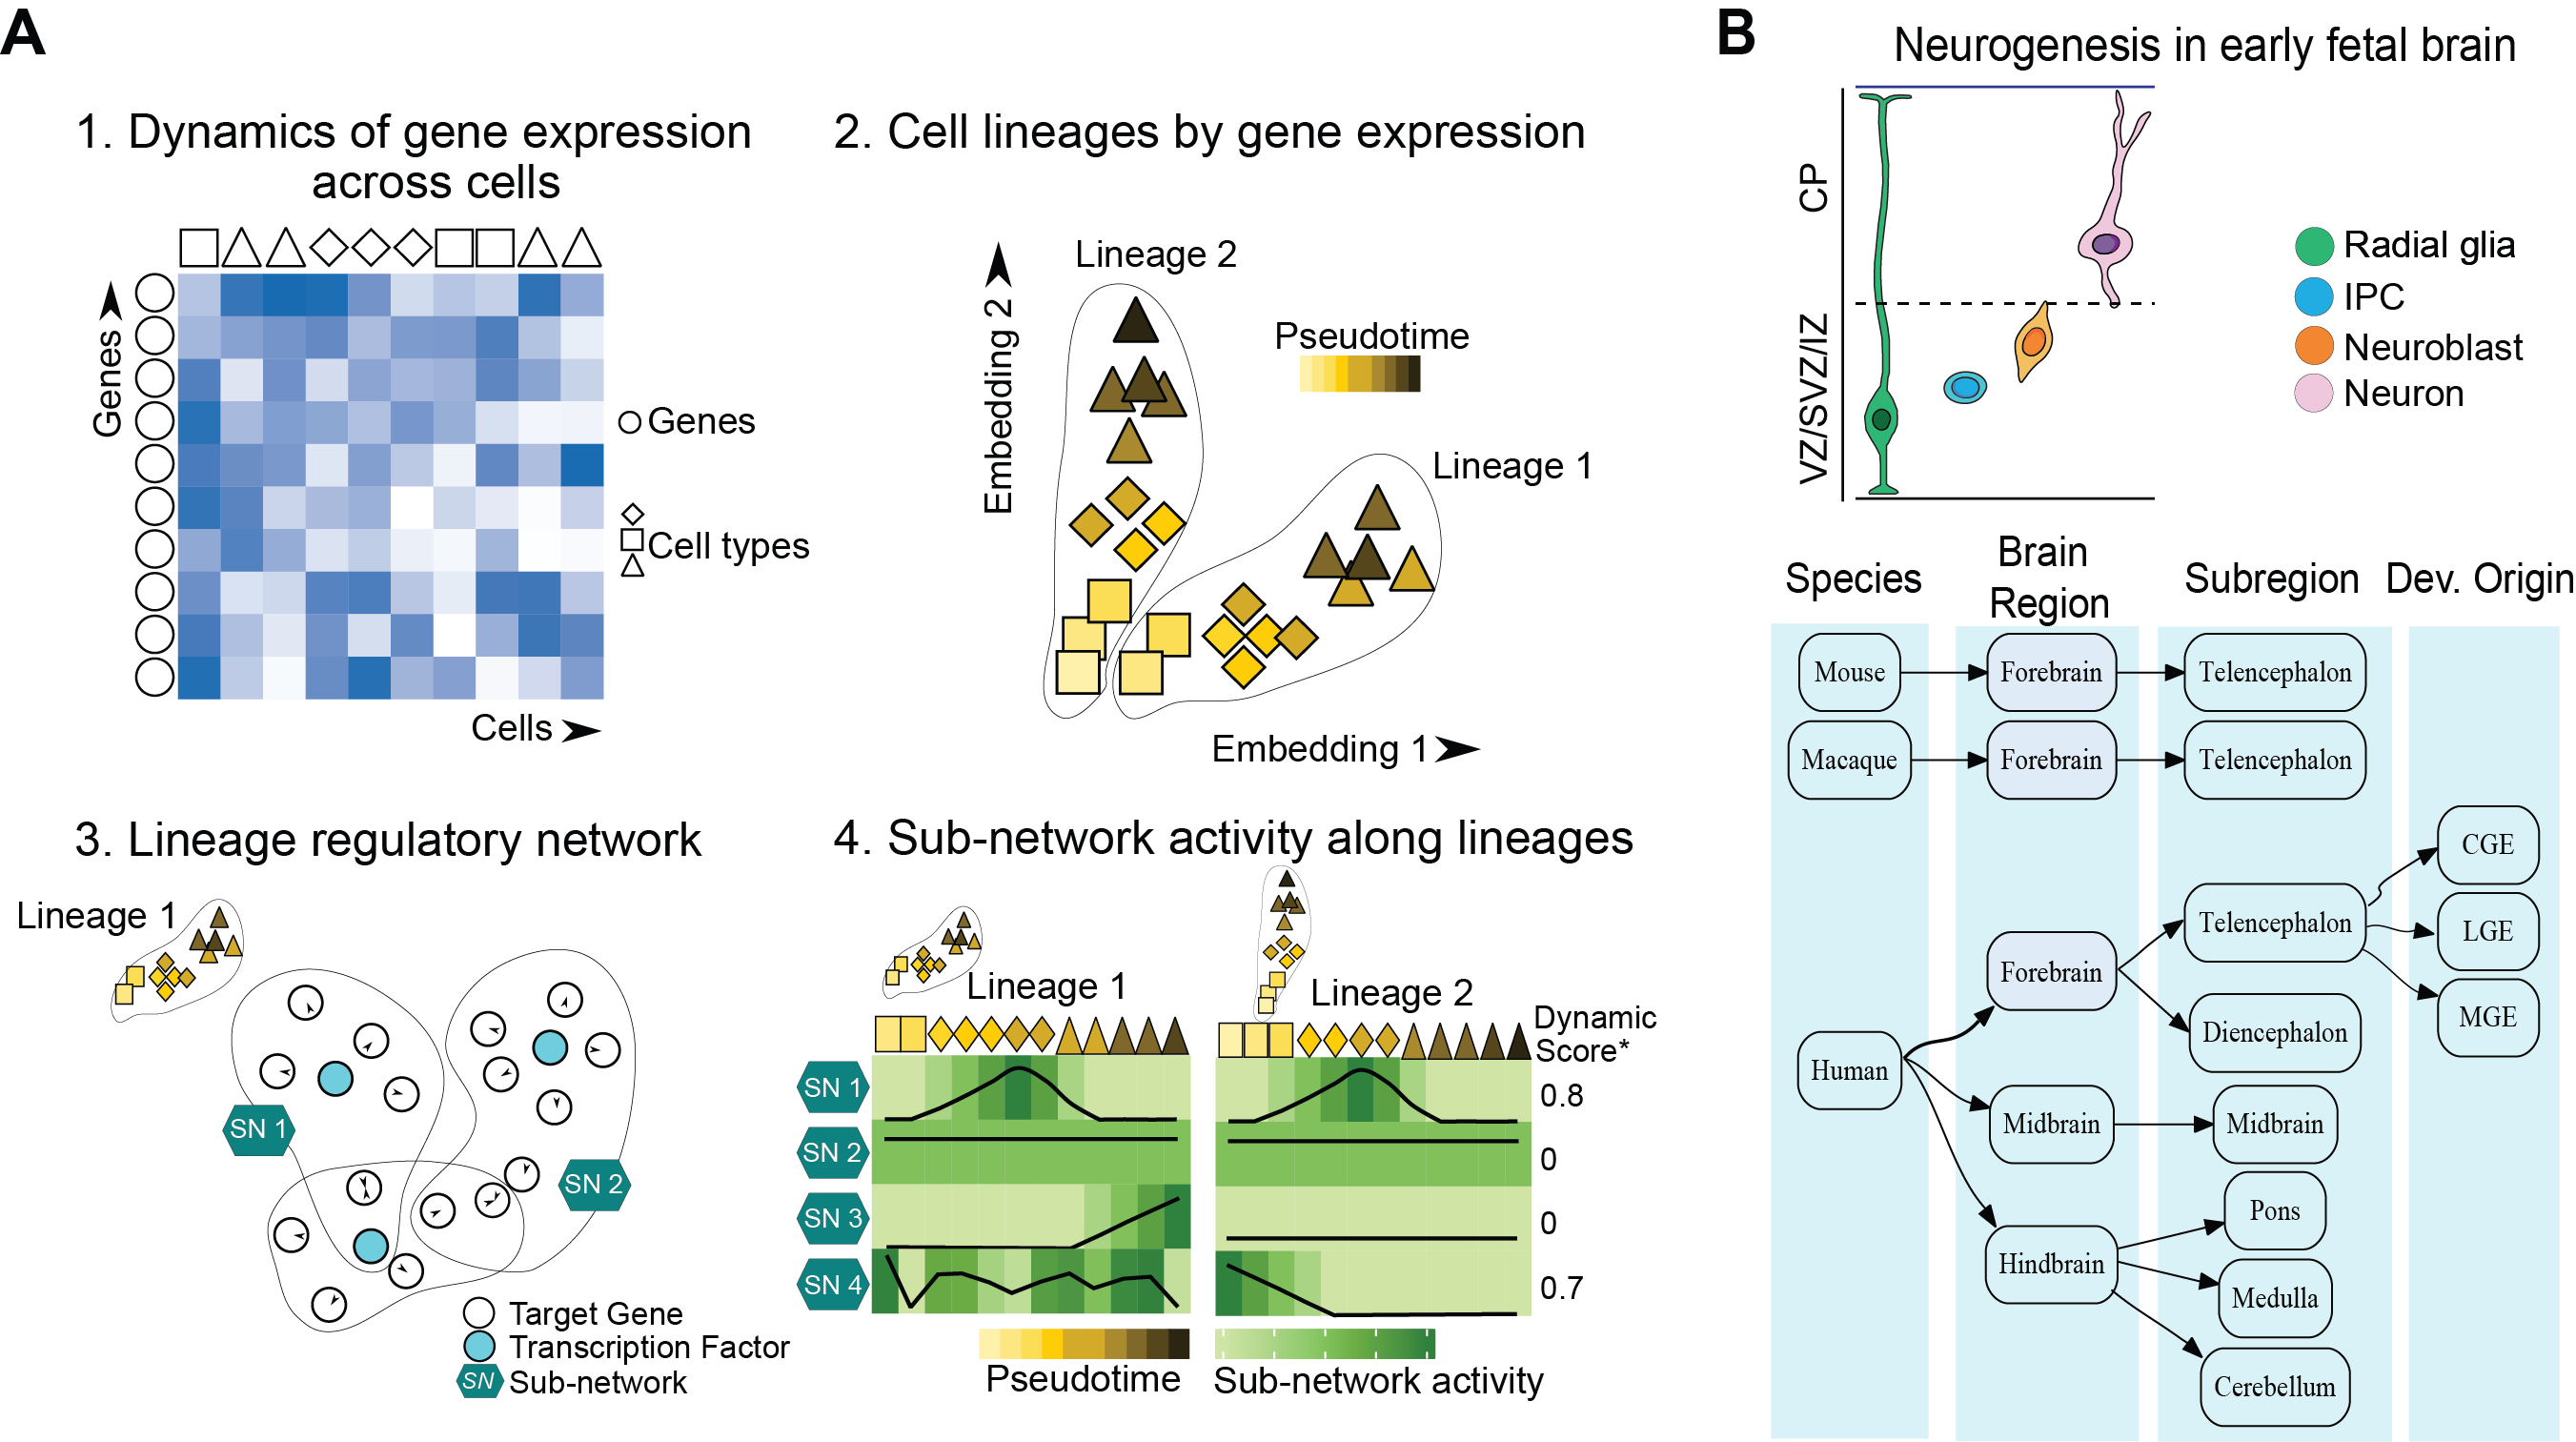 A
1. Dynamics of gene expression
across cells
Genes
Genes
Cell types
Cells
2. Cell lineages by gene expression
Lineage 2
Embedding 2
Pseudotime
Lineage 1
Embedding 1
3. Lineage regulatory network
Lineage 1
SN 1
SN 2
Target Gene
Transcription Factor
SN Sub-network
4. Sub-network activity along lineages
Lineage 1
Lineage 2
Dynamic
Score*
SN 1
0.8
SN 2
0
SN 3
0
SN 4
0.7
Pseudotime
Sub-network activity
B
Neurogenesis in early fetal brain
CP
VZ/SVZ/IZ
Radial glia
IPC
Neuroblast
Neuron
Species
Brain
Region
Subregion
Dev. Origin
Mouse
Forebrain
Telencephalon
Macaque
Forebrain
Telencephalon
Human
Forebrain
Telencephalon
CGE
LGE
MGE
Diencephalon
Midbrain
Midbrain
Hindbrain
Pons
Medulla
Cerebellum